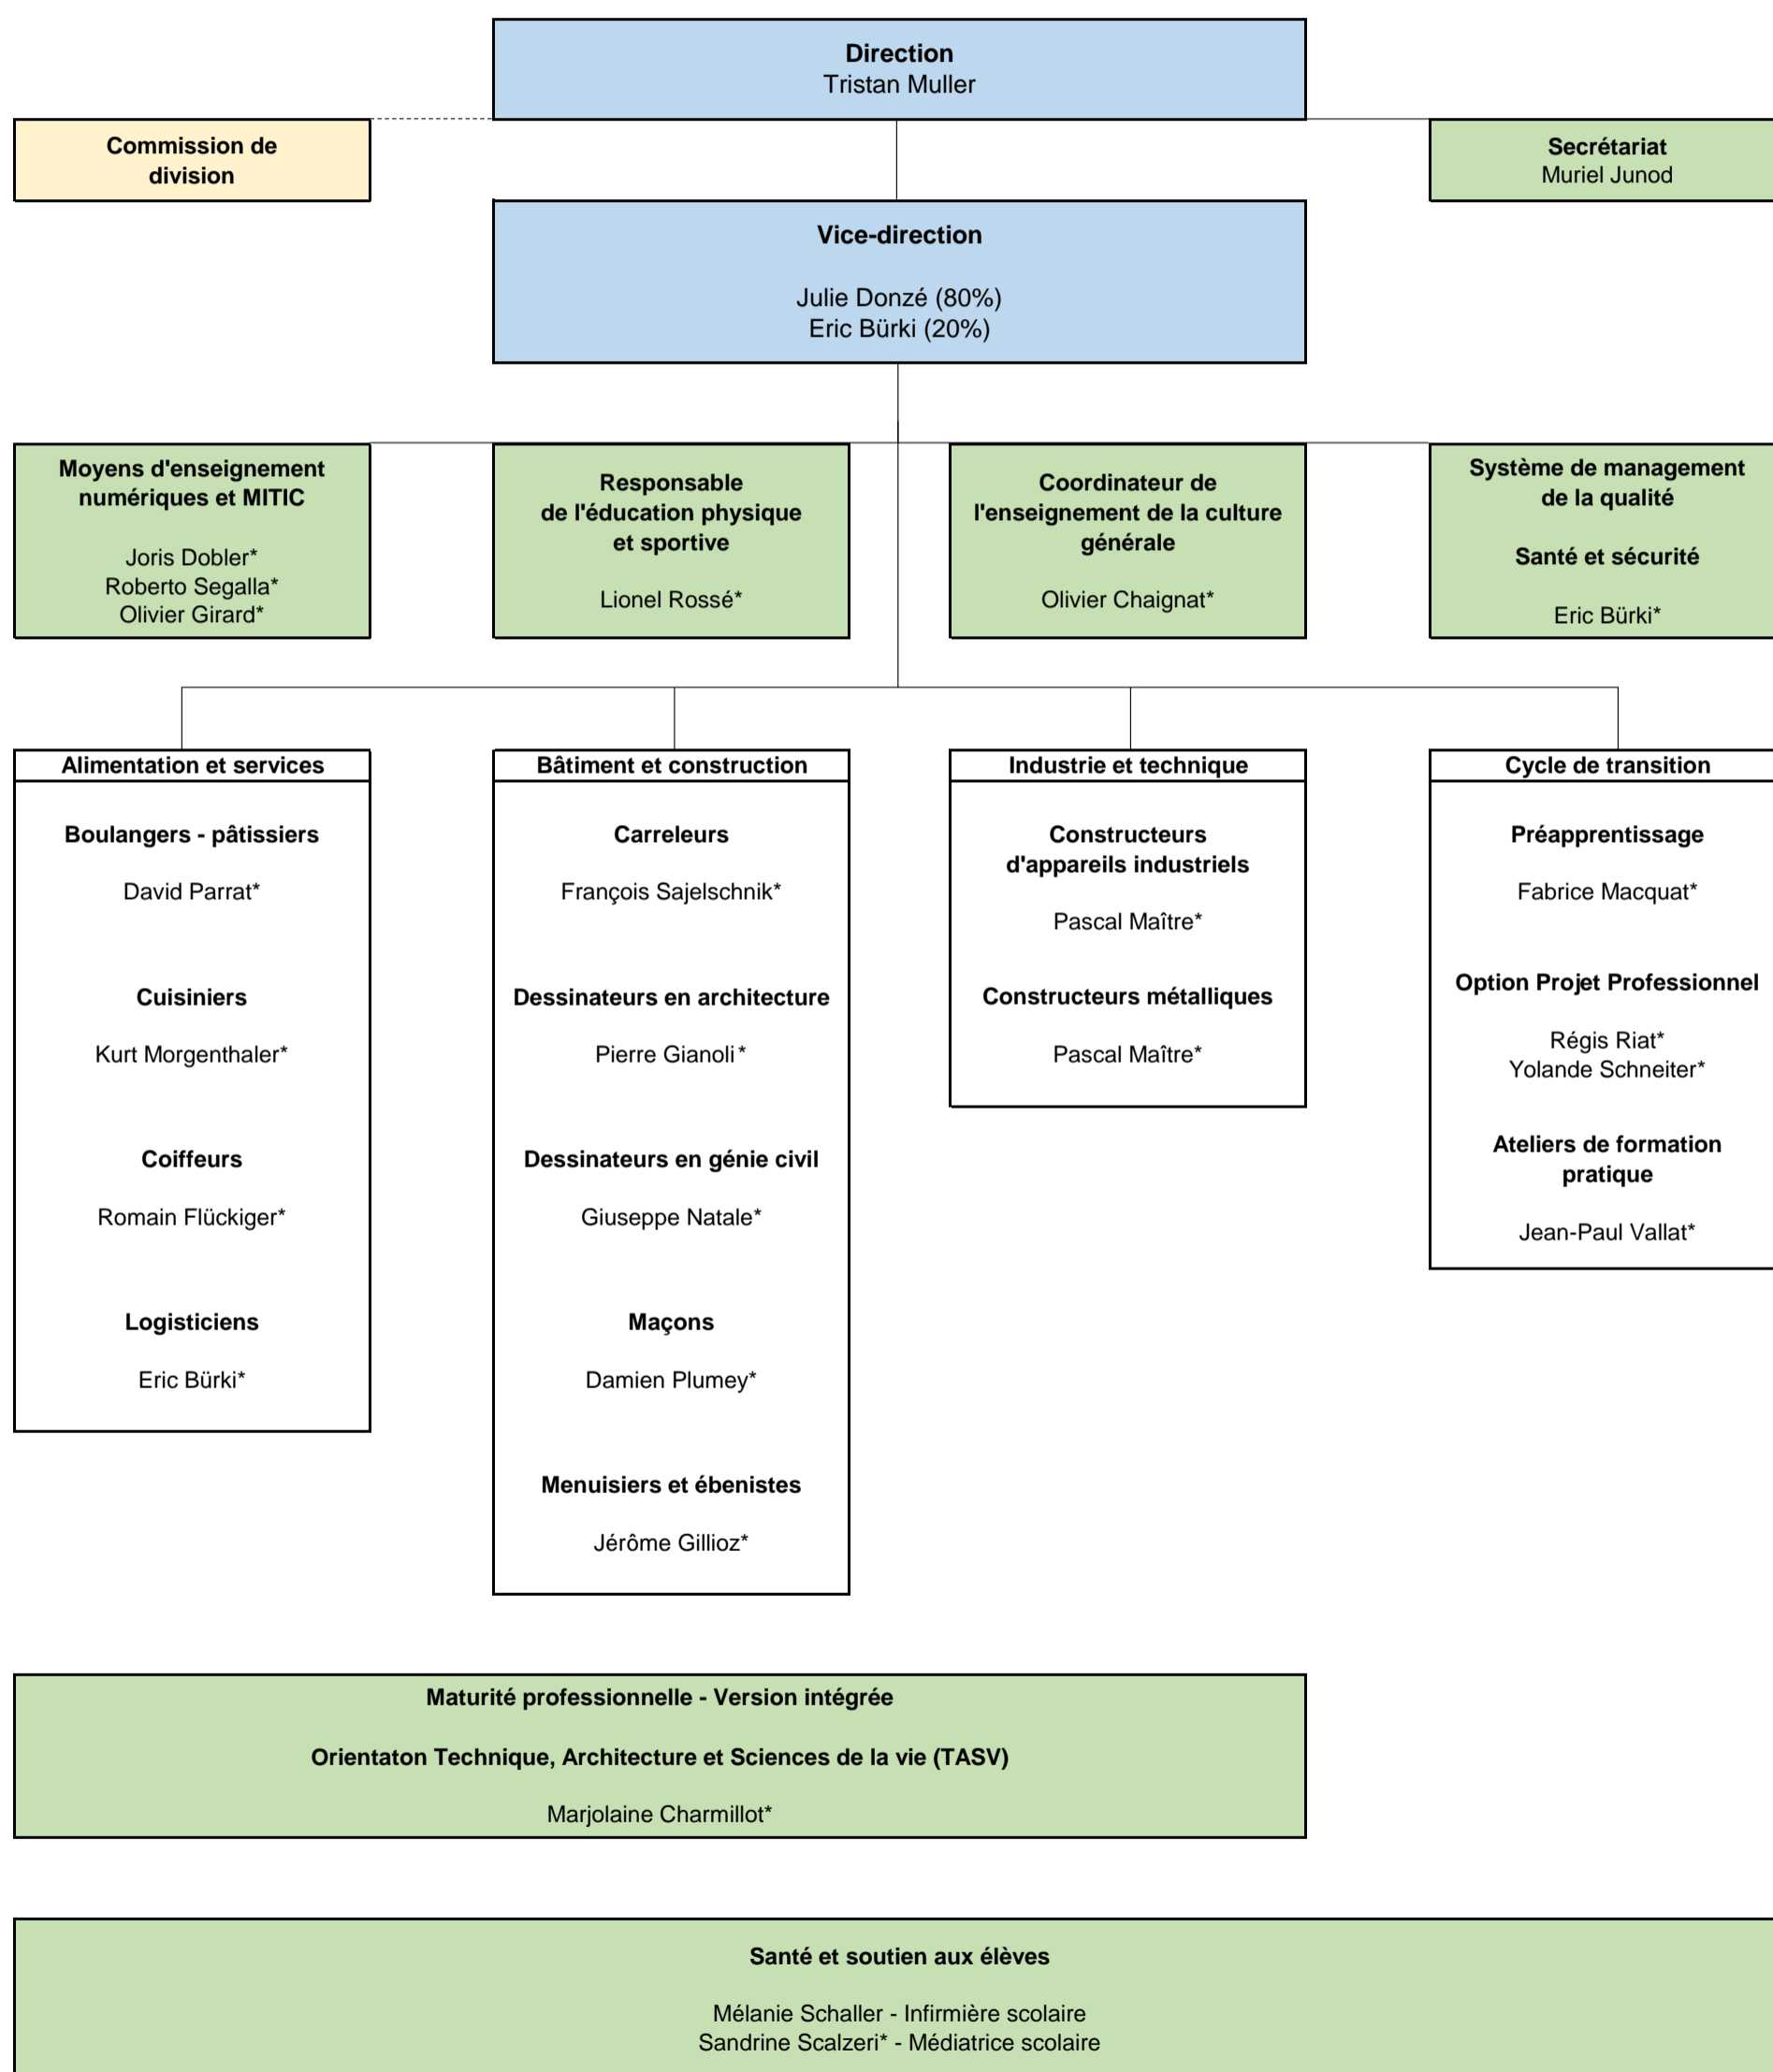 Direction
Tristan Muller
Commission de
division
Secrétariat
Muriel Junod
Vice-direction
Julie Donzé (80%)
Eric Bürki (20%)
Moyens d'enseignement
numériques et MITIC
Joris Dobler*
Roberto Segalla*
Olivier Girard*
Responsable
de l'éducation physique
et sportive
Lionel Rossé*
Coordinateur de
l'enseignement de la culture
générale
Olivier Chaignat*
Système de management
de la qualité
Santé et sécurité
Eric Bürki*
Alimentation et services
Boulangers - pâtissiers
David Parrat*
Cuisiniers
Kurt Morgenthaler*
Coiffeurs
Romain Flückiger*
Logisticiens
Eric Bürki*
Bâtiment et construction
Carreleurs
François Sajelschnik*
Dessinateurs en architecture
Pierre Gianoli*
Dessinateurs en génie civil
Giuseppe Natale*
Maçons
Damien Plumey*
Menuisiers et ébenistes
Jérôme Gillioz*
Industrie et technique
Constructeurs
d'appareils industriels
Pascal Maître*
Constructeurs métalliques
Pascal Maître*
Cycle de transition
Préapprentissage
Fabrice Macquat*
Option Projet Professionnel
Régis Riat*
Yolande Schneiter*
Ateliers de formation
pratique
Jean-Paul Vallat*
Maturité professionnelle - Version intégrée
Orientaton Technique, Architecture et Sciences de la vie (TASV)
Marjolaine Charmillot*
Santé et soutien aux élèves
Mélanie Schaller - Infirmière scolaire
Sandrine Scalzeri* - Médiatrice scolaire